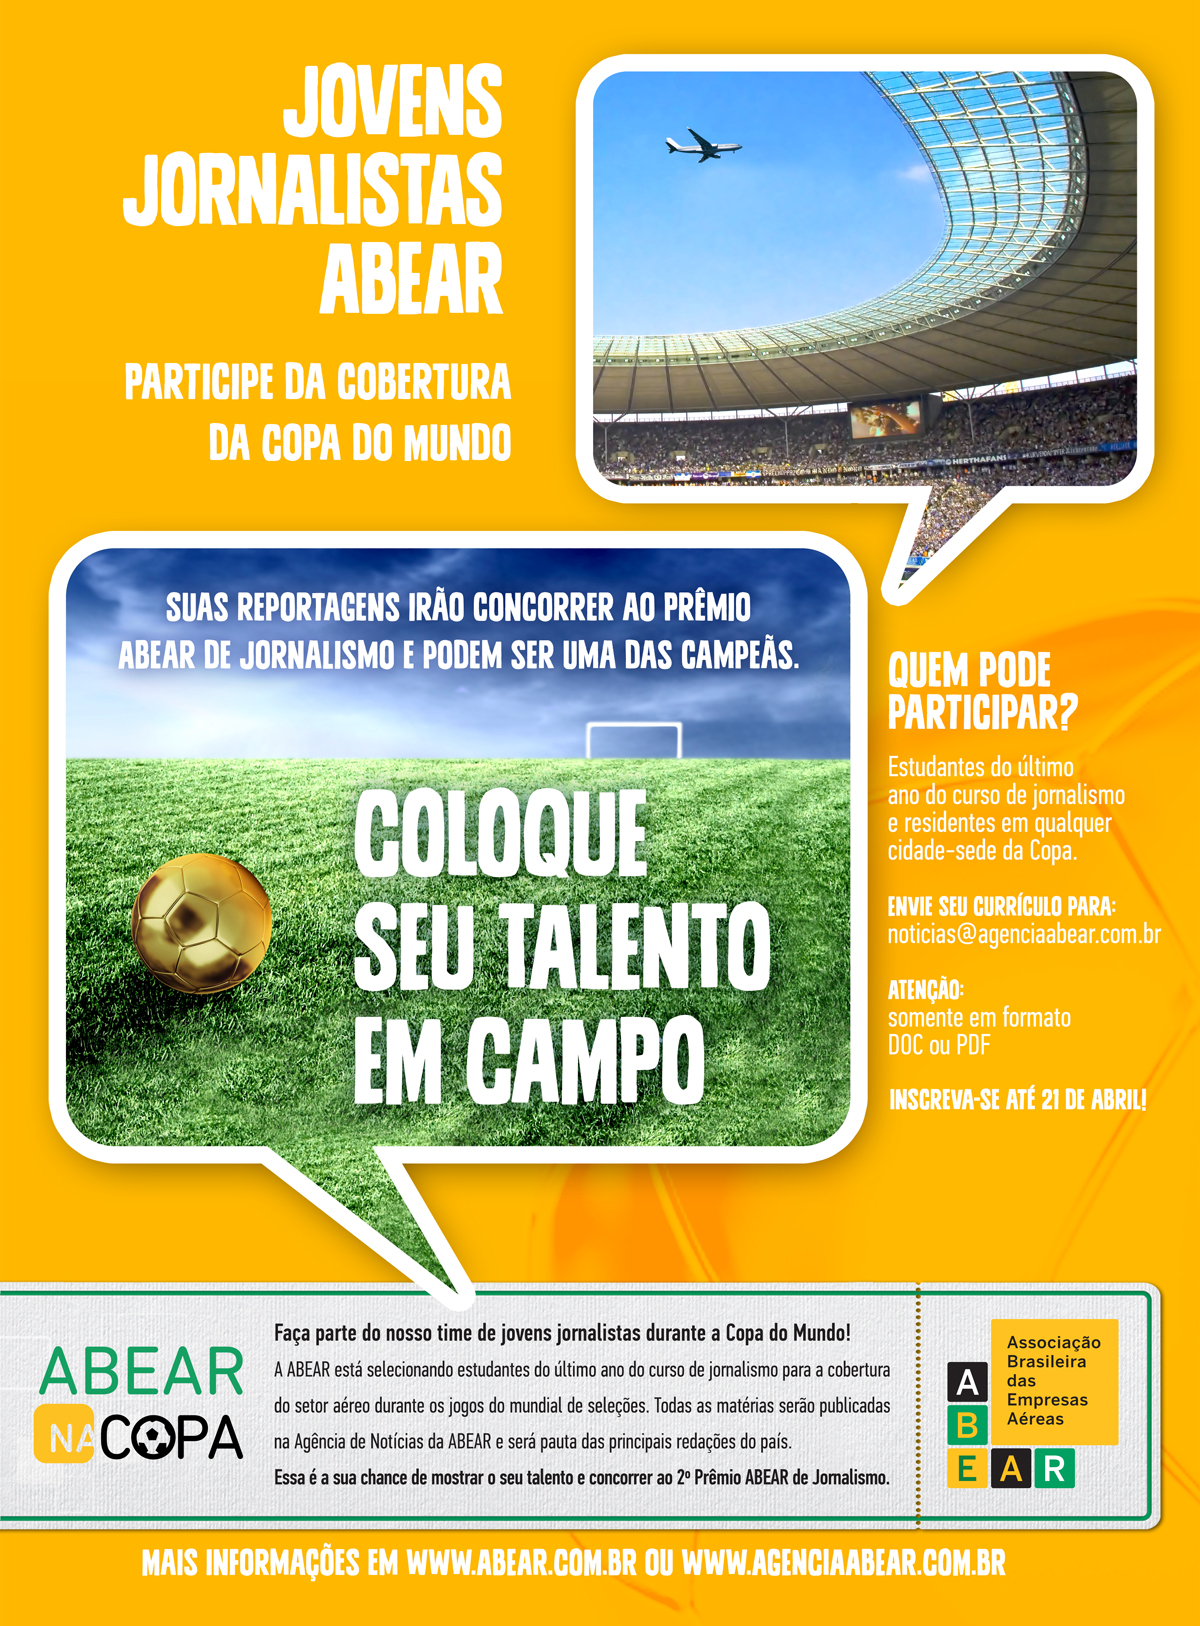 JOVENS
JORNALISTAS
ABEAR
PARTICIPE DA COBERTURA
DA COPA DO MUNDO
HERTHAFANS
SUAS REPORTAGENS IRÃO CONCORRER AO PRÊMIO
ABEAR DE JORNALISMO E PODEM SER UMA DAS CAMPEÃS.
COLOQUE
SEU TALENTO
EM CAMPO
QUEM PODE
PARTICIPAR?
Estudantes do último
ano do curso de jornalismo
e residentes em qualquer
cidade-sede da Copa.
ENVIE SEU CURRÍCULO PARA:
noticias@agenciaabear.com.br
ATENÇÃO:
somente em formato
DOC ou PDF
INSCREVA-SE ATÉ 21 DE ABRIL!
ABEAR
NA COPA
Faça parte do nosso time de jovens jornalistas durante a Copa do Mundo!
A ABEAR está selecionando estudantes do último ano do curso de jornalismo para a cobertura
do setor aéreo durante os jogos do mundial de seleções. Todas as matérias serão publicadas
na Agência de Notícias da ABEAR e será pauta das principais redações do país.
Essa é a sua chance de mostrar o seu talento e concorrer ao 2º Prêmio ABEAR de Jornalismo.
Associação
Brasileira
das
Empresas
Aéreas
A
B
E A R
MAIS INFORMAÇÕES EM WWW.ABEAR.COM.BR OU WWW.AGENCIAABEAR.COM.BR